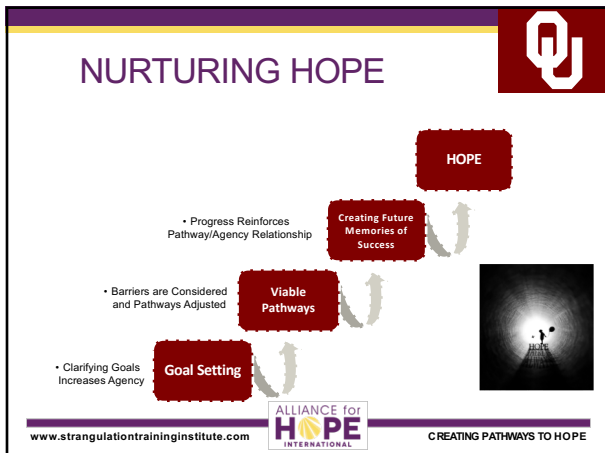 NURTURING HOPE
OU
HOPE
• Progress Reinforces
Pathway/Agency Relationship
Creating Future
Memories of
Success
• Barriers are Considered
and Pathways Adjusted
Viable
Pathways
HOPE
• Clarifying Goals
Increases Agency
Goal Setting
www.strangulationtraininginstitute.com
ALLIANCE for
HOPE
INTERNATIONAL
CREATING PATHWAYS TO HOPE